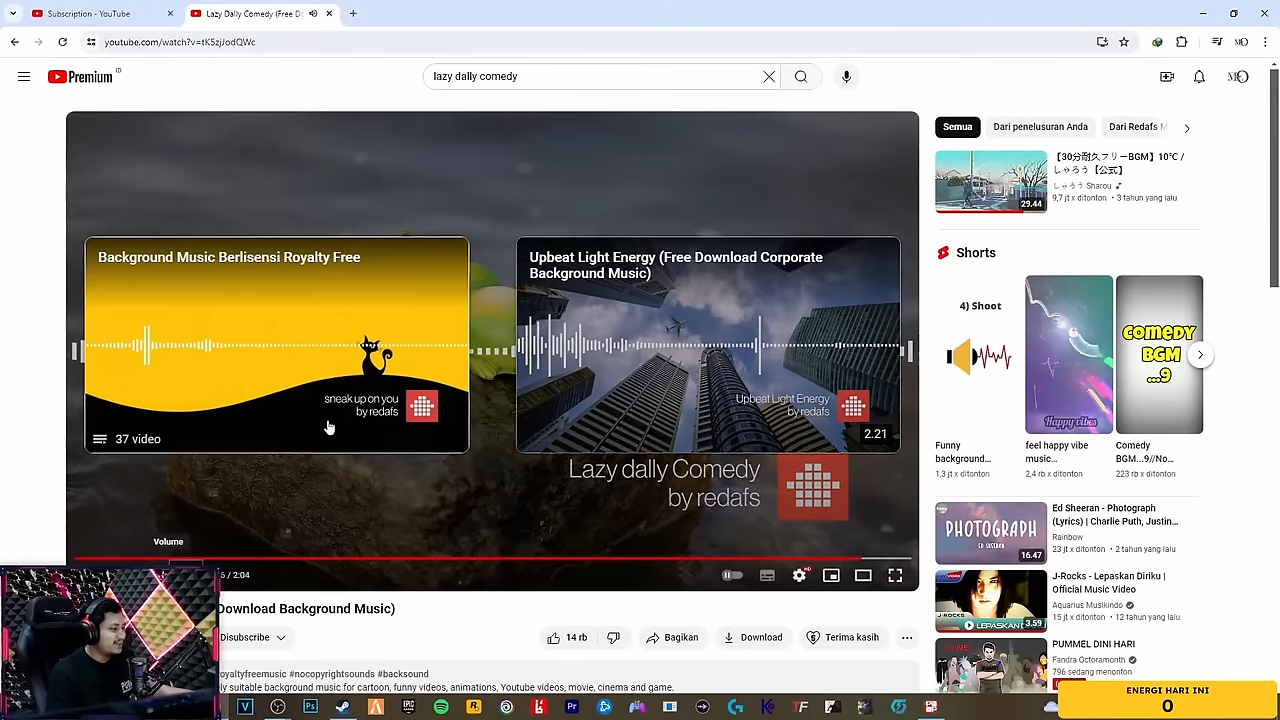 Subscription - YouTube
Lazy Dally Comedy (Free D
youtube.com/watch?v=tK5zjJodQWc
Premium ID
lazy dally comedy
Background Music Berlisensi Royalty Free
sneak up on you
by redafs
37 video
Upbeat Light Energy (Free Download Corporate
Background Music)
Upbeat Light Energy
by redafs
2.21
Lazy dally Comedy
by redafs
Volume
6 / 2:04
Download Background Music)
Disubscribe
14 rb
Bagikan
Download
Terima kasih
oyaltyfreemusic #nocopyrightsounds #backsound
ly suitable background music for cartoon, funny videos, animations, Youtube videos, movie, cinema and game.
Semua
Dari penelusuran Anda
Dari Redafs M
【30分耐久フリーBGM】10℃ /
しゃろう【公式】
しゃろう Sharou
9,7 jt x ditonton • 3 tahun yang lalu
29.44
Shorts
4) Shoot
Happy vibes
COMEDY
BGM
...9
Funny
background...
1,3 jt x ditonton
feel happy vibe
music...
2,4 rb x ditonton
Comedy
BGM...9//No...
223 rb x ditonton
PHOTOGRAPH
16.47
Ed Sheeran - Photograph
(Lyrics) | Charlie Puth, Justin...
Rainbow
23 jt x ditonton • 2 tahun yang lalu
LEPASKAN
3.59
J-Rocks - Lepaskan Diriku |
Official Music Video
Aquarius Musikindo
15 jt x ditonton • 12 tahun yang lalu
PUMMEL DINI HARI
Fandra Octoramonth
796 sedang menonton
ENERGI HARI INI
0